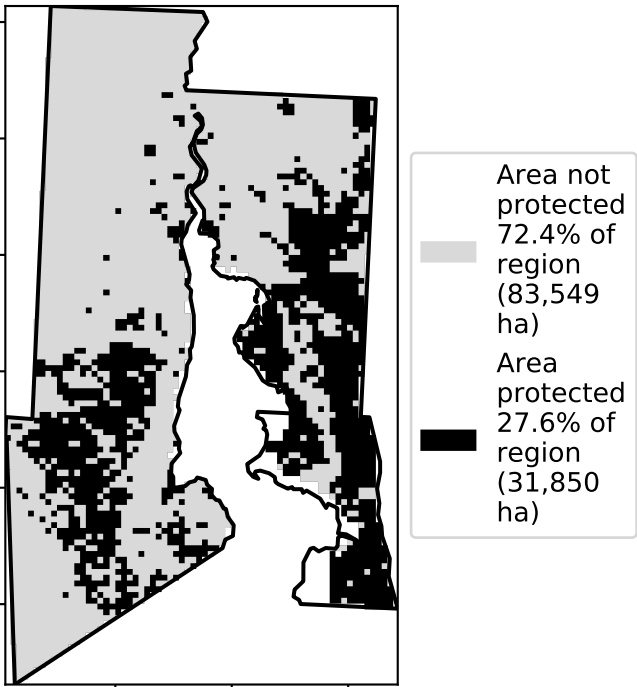 Area not
protected
72.4% of
region
(83,549
ha)
Area
protected
27.6% of
region
(31,850
ha)